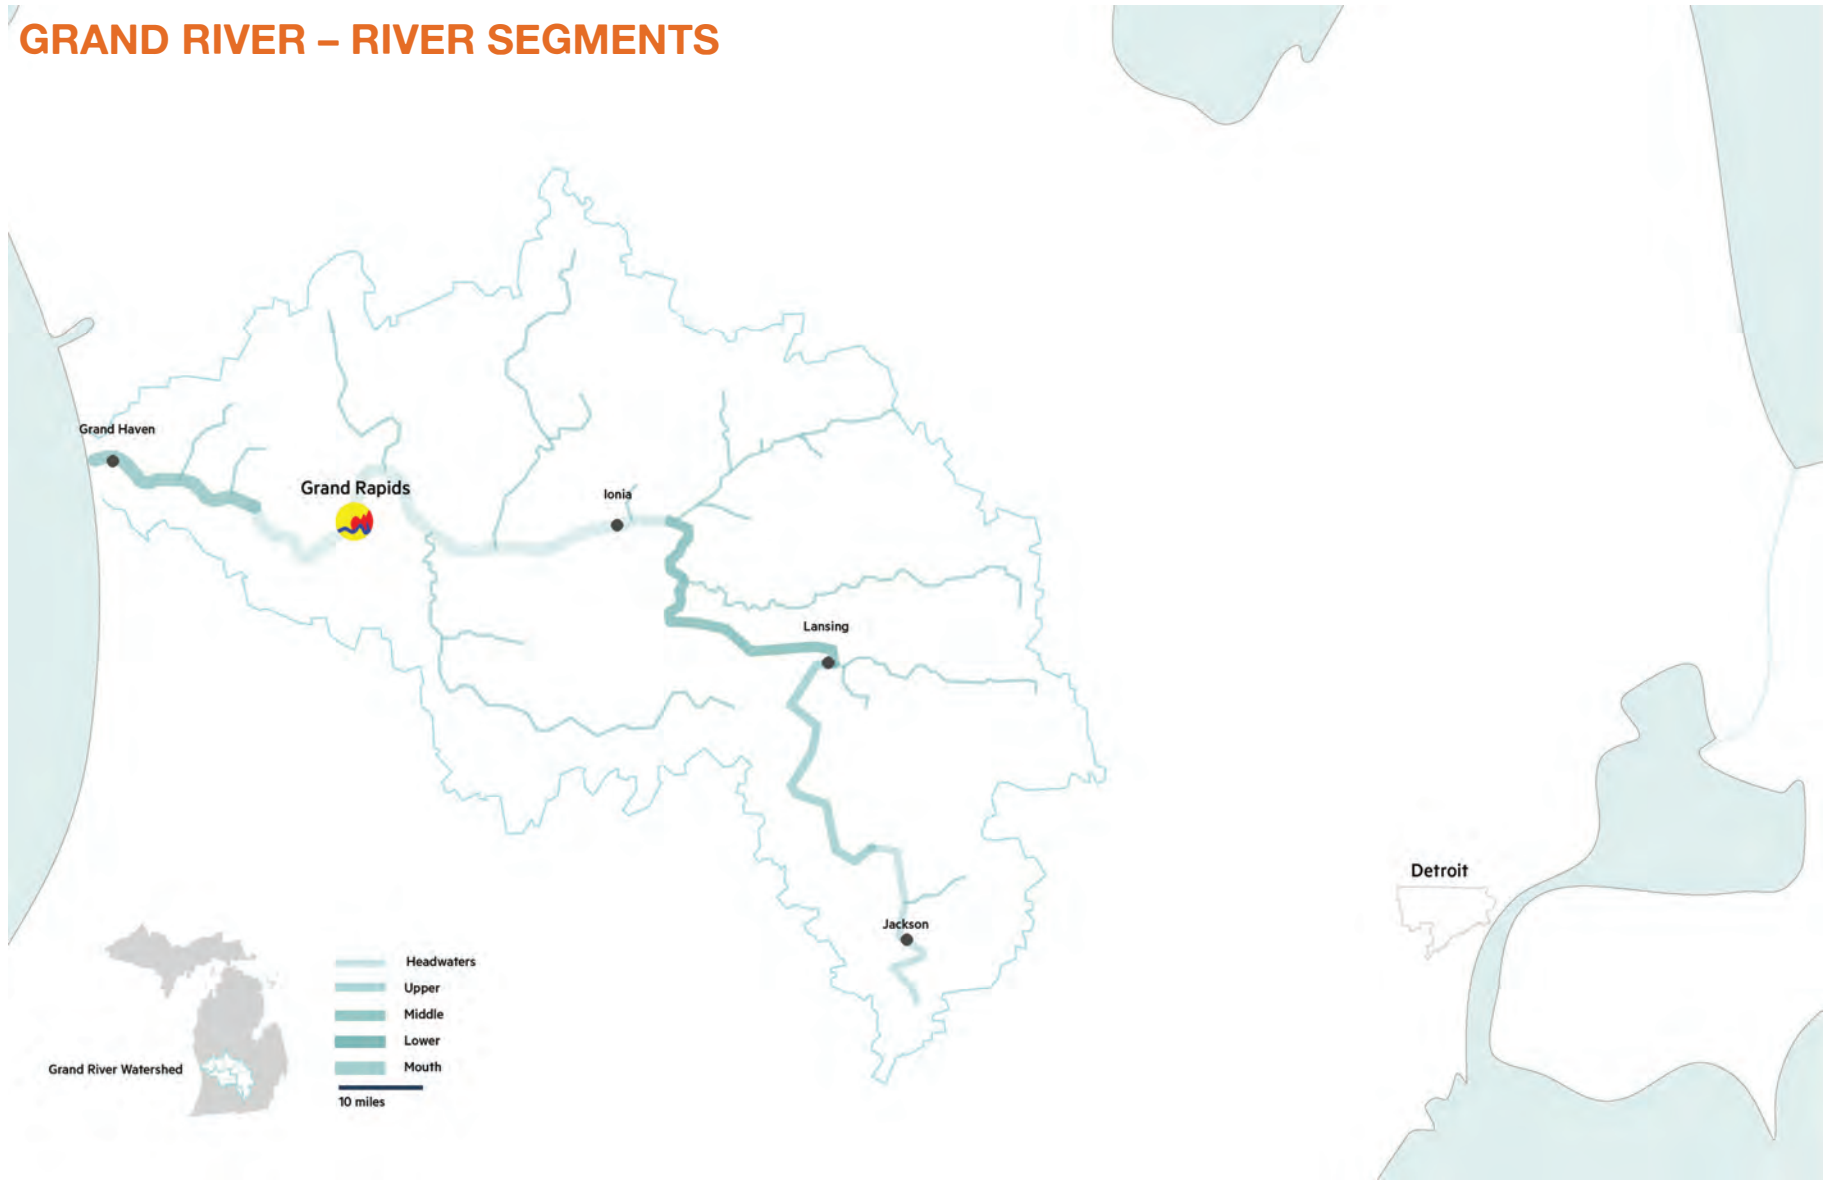 GRAND RIVER – RIVER SEGMENTS
Grand Haven
Grand Rapids
Ionia
Lansing
Detroit
Jackson
Headwaters
Upper
Middle
Lower
Grand River Watershed
Mouth
10 miles